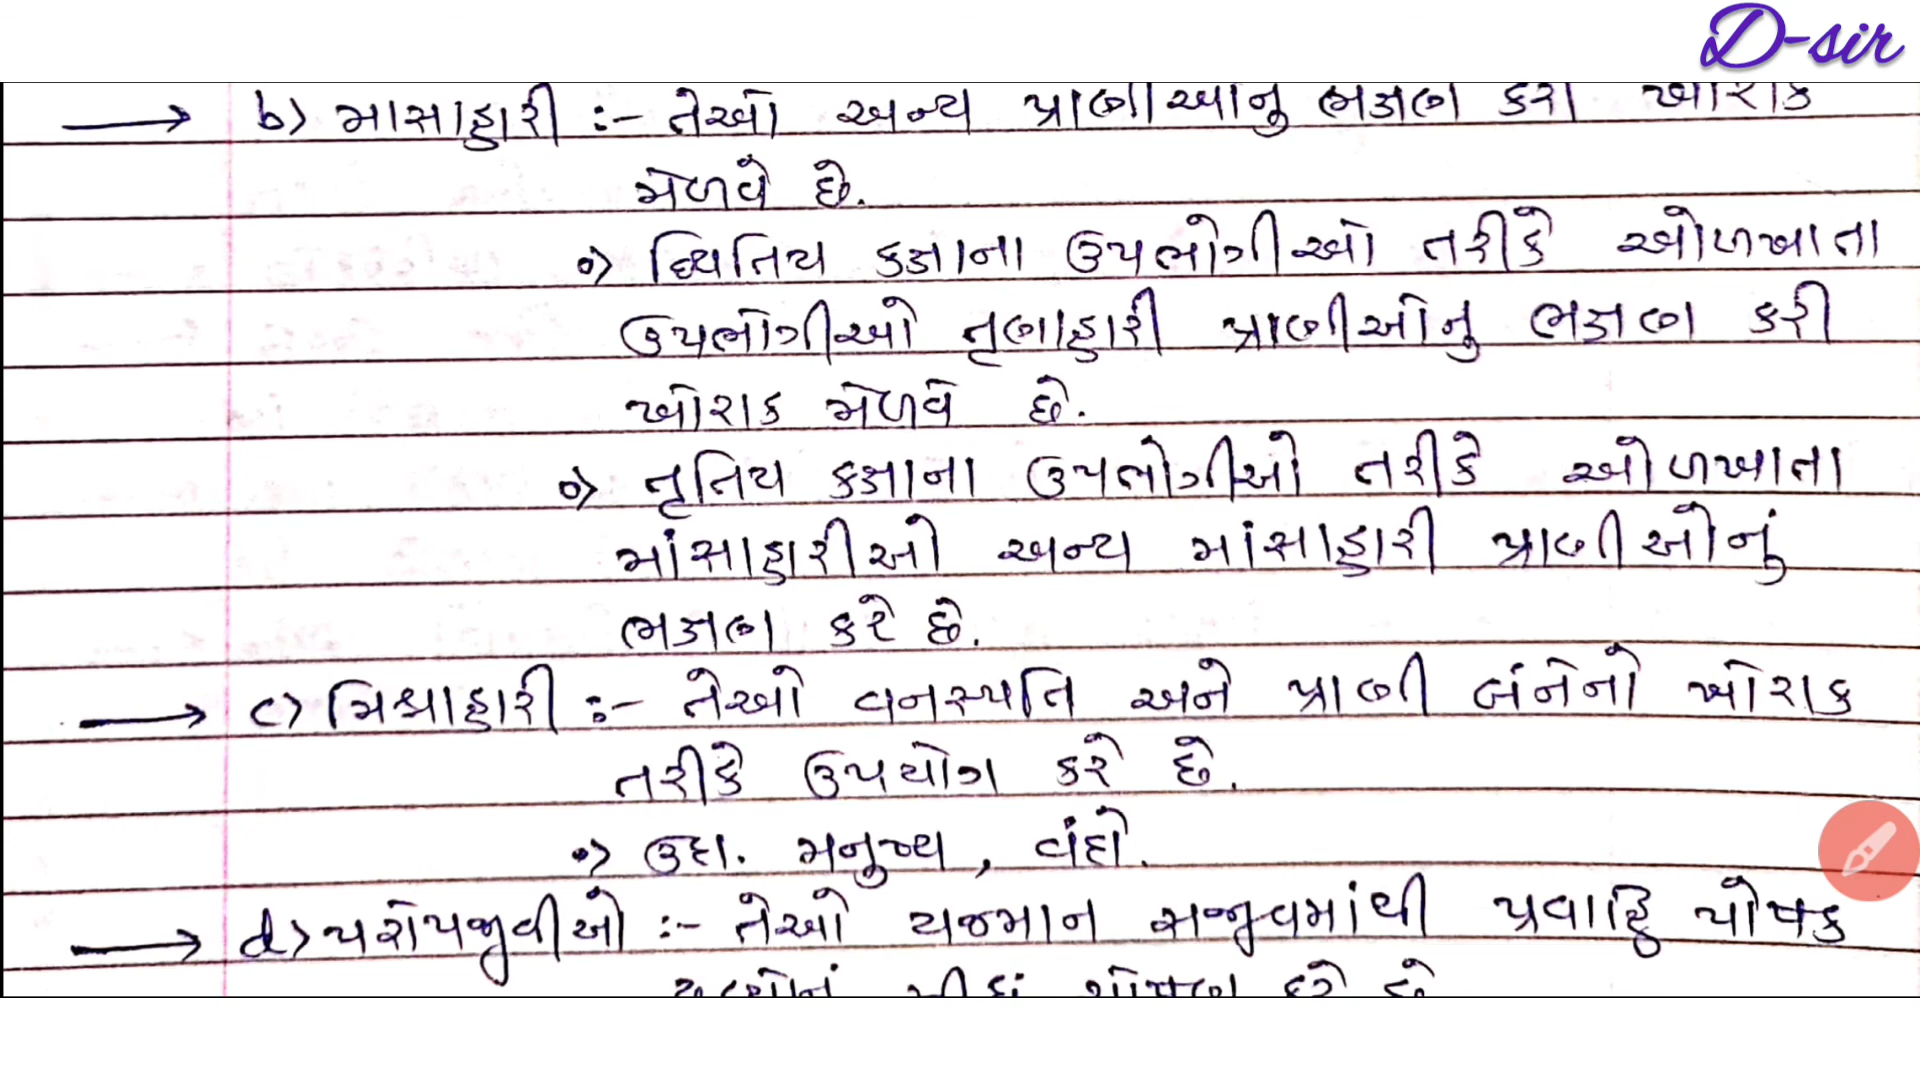 D-sir
b) માંસાહારી :- તેઓ અન્ય પ્રાણીઓનુ ભક્ષણ કરી ખોરાક
મેળવે છે.
ધ્વિતિય કક્ષાના ઉપભોગીઓ તરીકે ઓળખાતા
ઉપભોગીઓ તૃણાહારી પ્રાણીઓનુ ભક્ષણ કરી
ખોરાક મેળવે છે.
તૃતિય કક્ષાના ઉપભોગીઓ તરીકે ઓળખાતા
માંસાહારીઓ અન્ય માંસાહારી પ્રાણીઓનું
ભક્ષણ કરે છે.
c) મિશ્રાહારી :- તેઓ વનસ્પતિ અને પ્રાણી બંનેનો ખોરાક
તરીકે ઉપયોગ કરે છે.
ઉદા. મનુષ્ય, વંદો.
d) પરોપજીવીઓ :- તેઓ યજમાન સજીવમાંથી પ્રવાહિ પોષક
શોષણ કરે છે